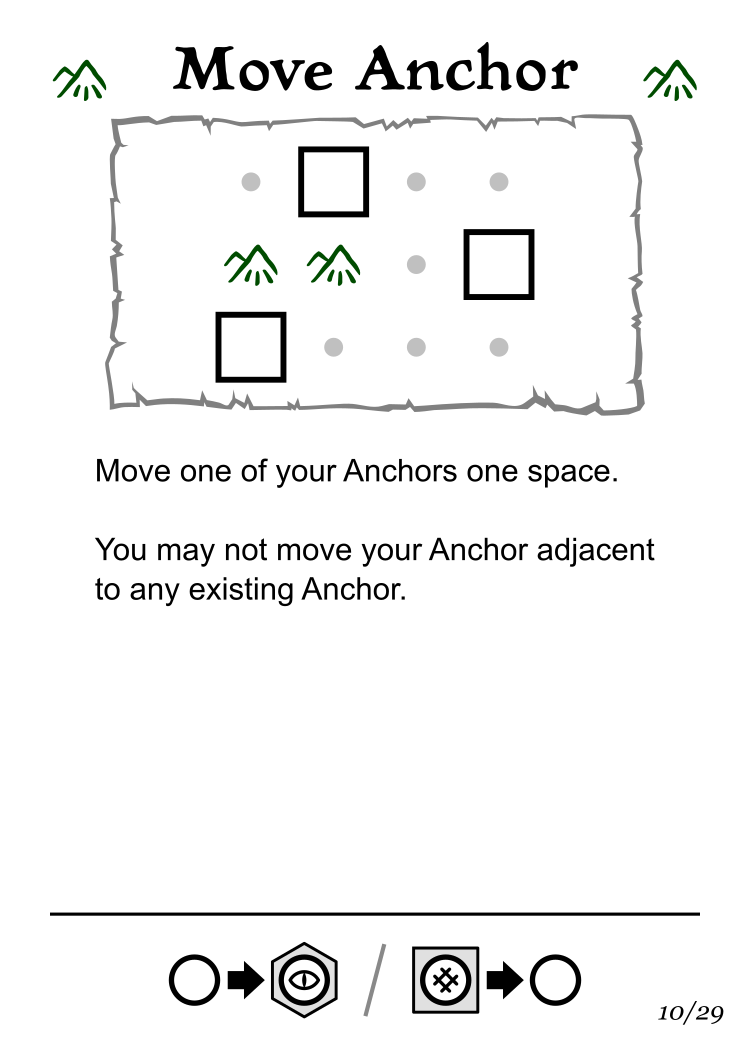 Move Anchor
Move one of your Anchors one space.
You may not move your Anchor adjacent
to any existing Anchor.
10/29